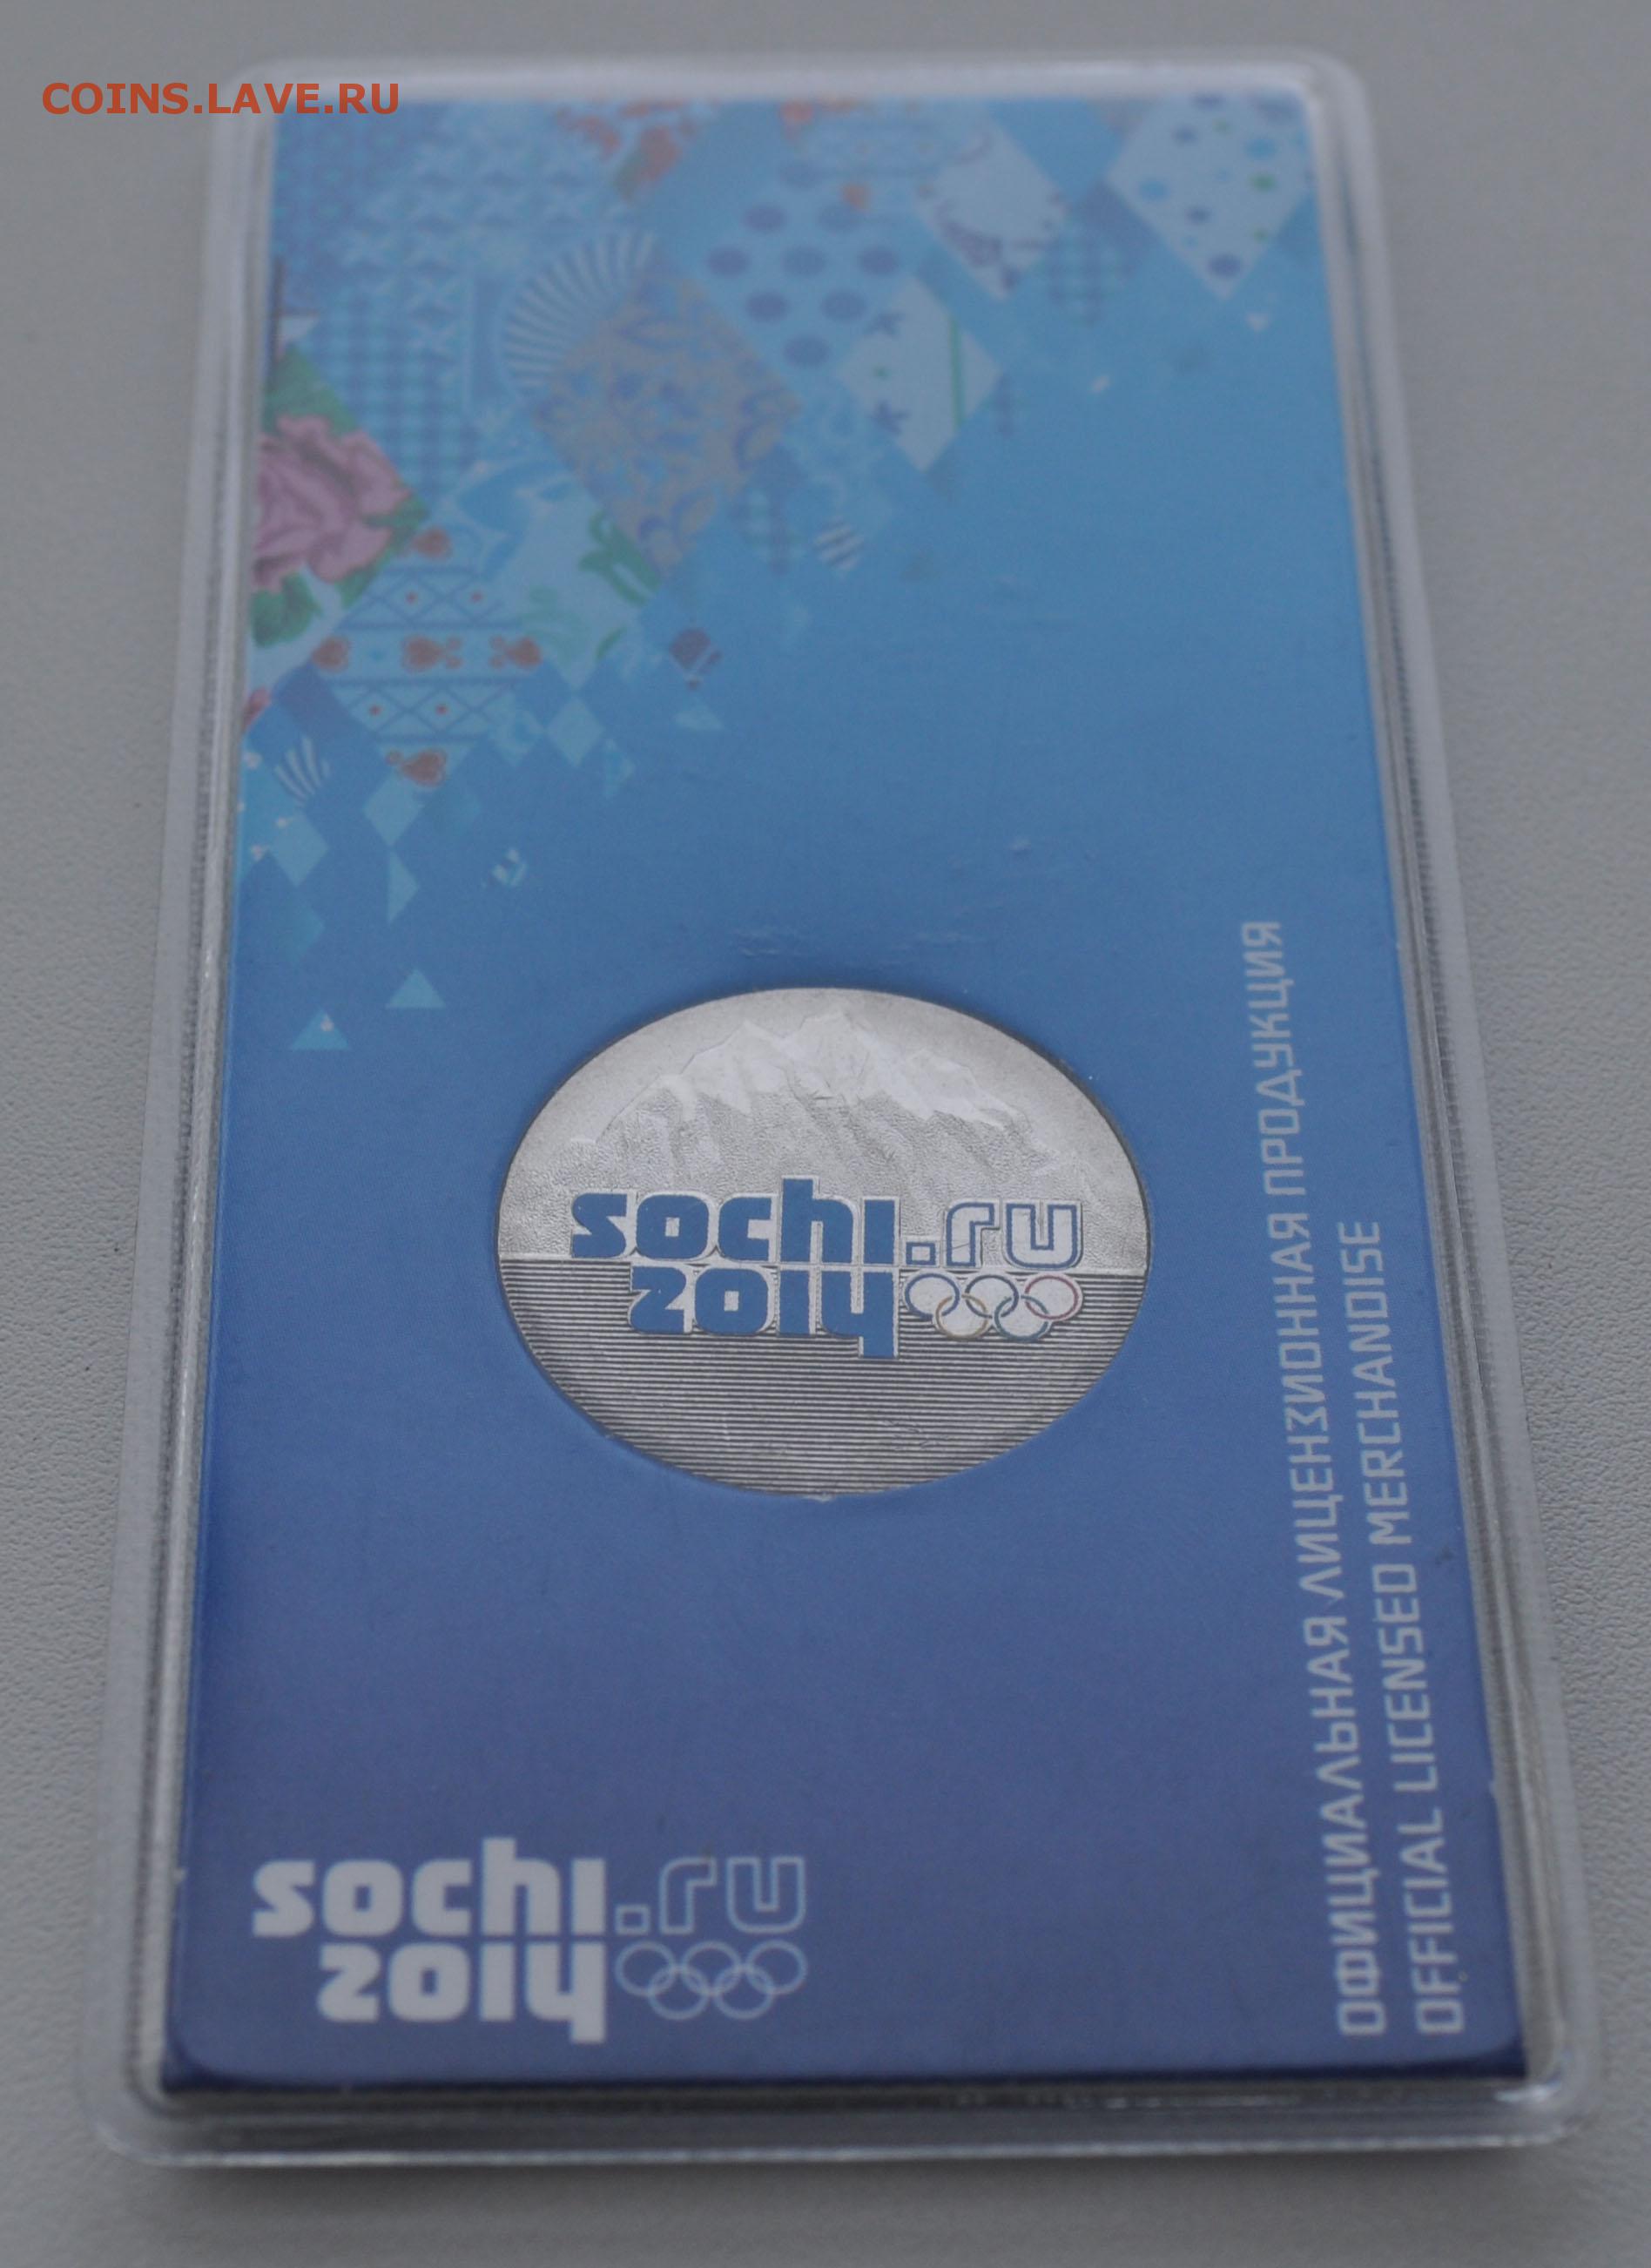 COINS.LAVE.RU
sochi.ru
2014
sochi.ru
2014
ОФИЦИАЛЬНАЯ ЛИЦЕНЗИОННАЯ ПРОДУКЦИЯ
OFFICIAL LICENSED MERCHANDISE